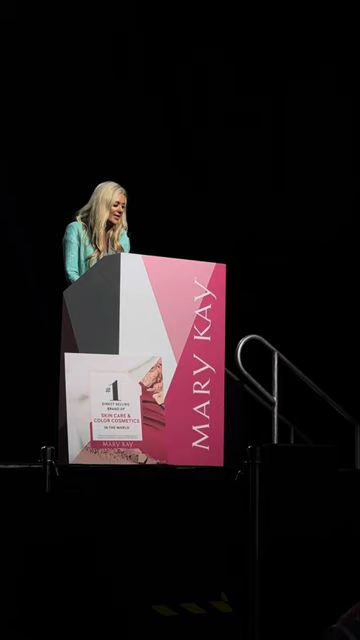 MARY KAY
#1
DIRECT SELLING
BRAND OF
SKIN CARE &
COLOR COSMETICS
IN THE WORLD
MARY KAY